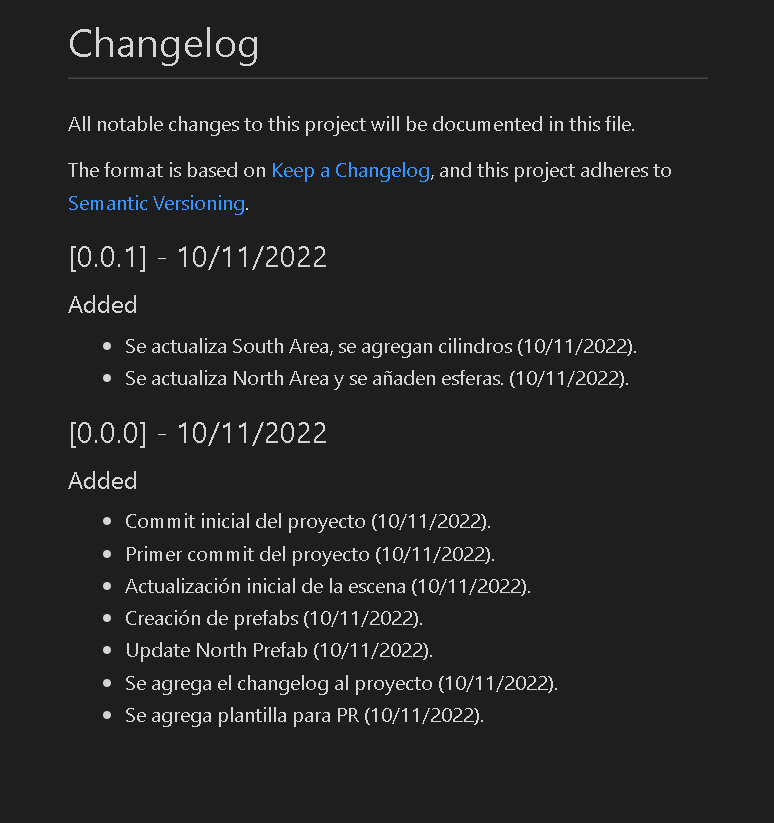 Changelog
All notable changes to this project will be documented in this file.
The format is based on Keep a Changelog, and this project adheres to
Semantic Versioning.
[0.0.1] - 10/11/2022
Added
Se actualiza South Area, se agregan cilindros (10/11/2022).
Se actualiza North Area y se añaden esferas. (10/11/2022).
[0.0.0] - 10/11/2022
Added
Commit inicial del proyecto (10/11/2022).
Primer commit del proyecto (10/11/2022).
Actualización inicial de la escena (10/11/2022).
Creación de prefabs (10/11/2022).
Update North Prefab (10/11/2022).
Se agrega el changelog al proyecto (10/11/2022).
Se agrega plantilla para PR (10/11/2022).